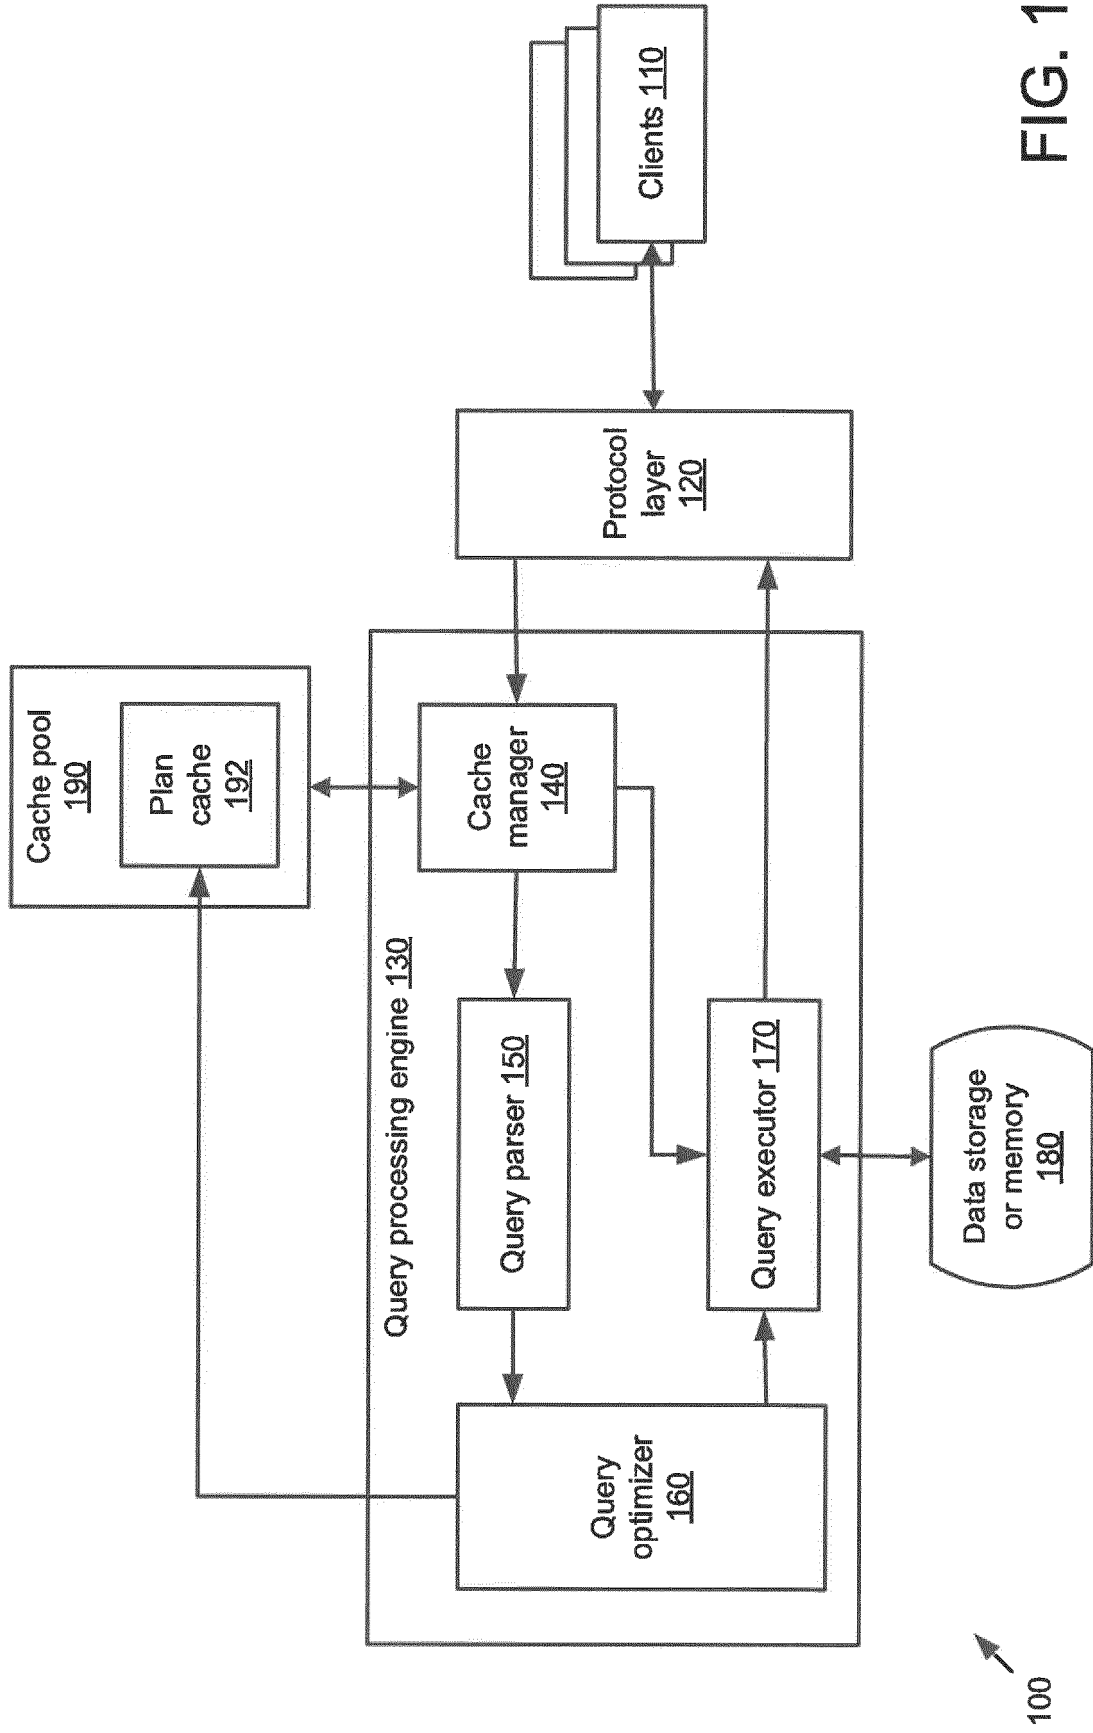 Cache pool
190
Plan
cache
192
Clients 110
Protocol
layer
120
Query processing engine 130
Cache
manager
140
Query parser 150
Query
optimizer
160
Query executor 170
Data storage
or memory
180
100
FIG. 1